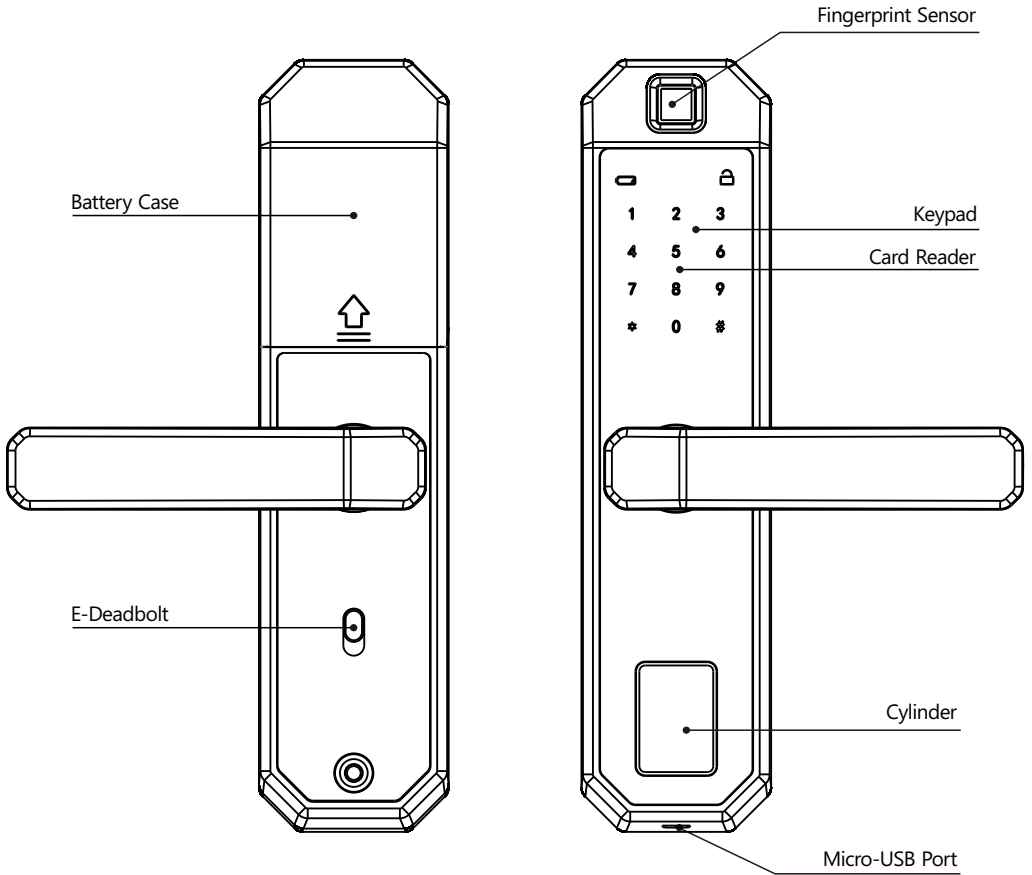 Fingerprint Sensor
Battery Case
1 2 3
Keypad
4 5 6
Card Reader
7 8 9
* 0 #
E-Deadbolt
Cylinder
Micro-USB Port